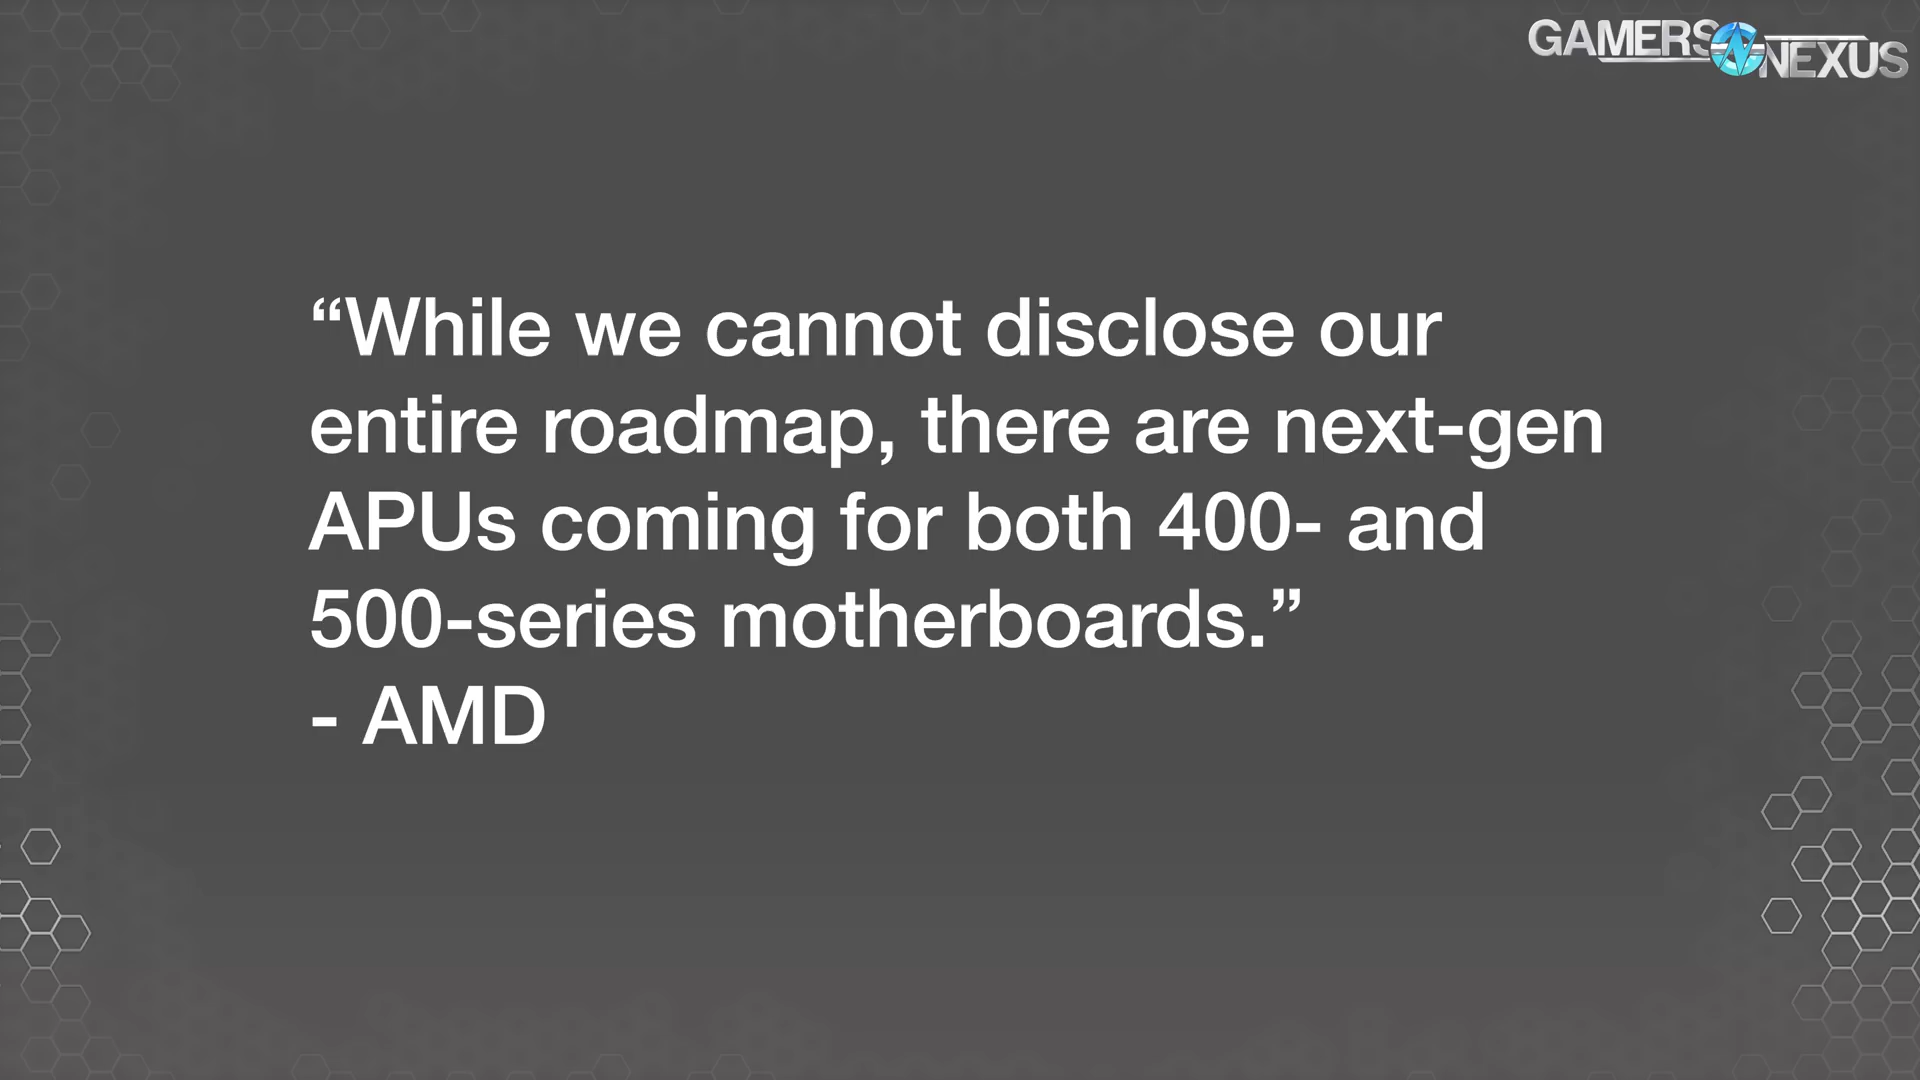 GAMERS NEXUS
“While we cannot disclose our
entire roadmap, there are next-gen
APUs coming for both 400- and
500-series motherboards.”
- AMD